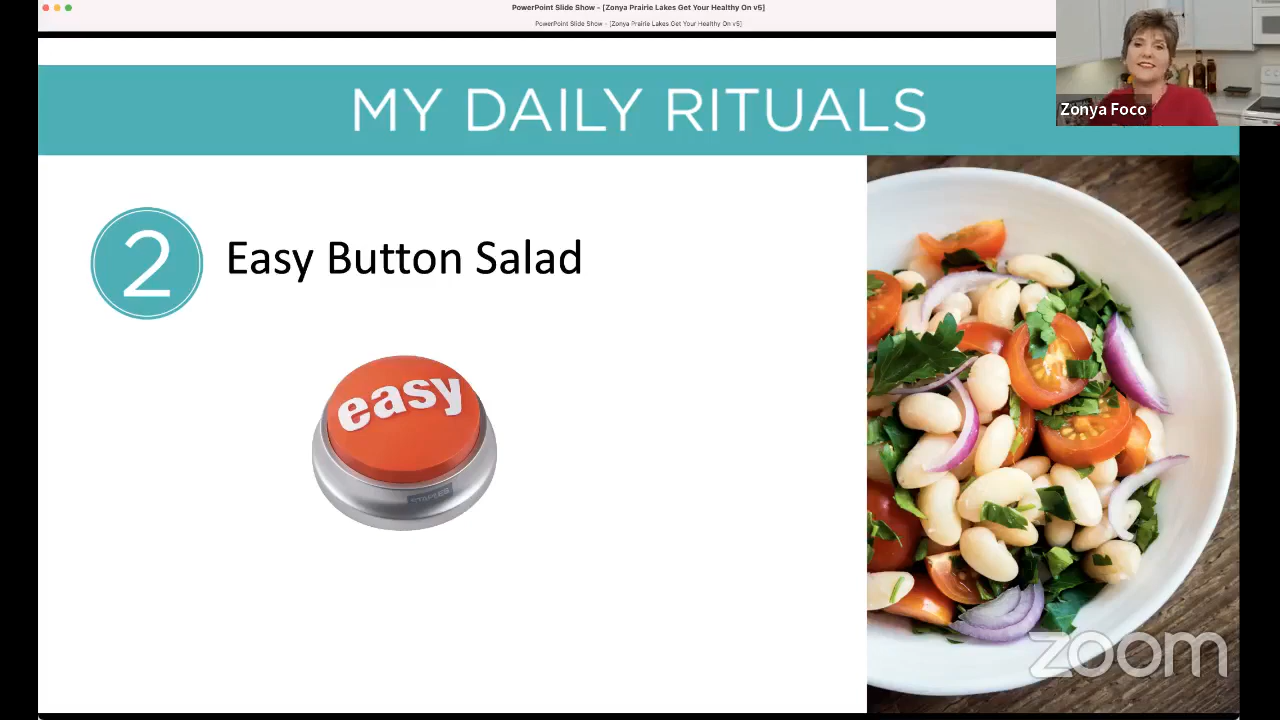 PowerPoint Slide Show - [Zonya Prairie Lakes Get Your Healthy On v5]
PowerPoint Slide Show - [Zonya Prairie Lakes Get Your Healthy On v5]
MY DAILY RITUALS
Zonya Foco
2
Easy Button Salad
easy
STAPLES
zoom